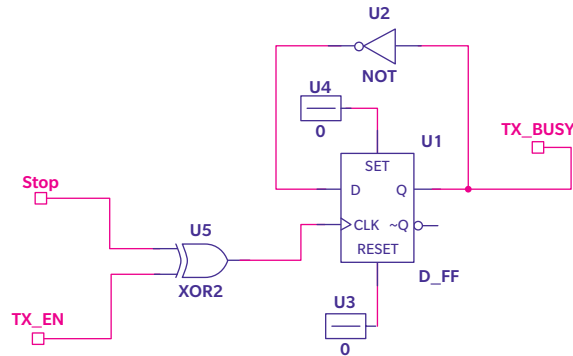 U2
NOT
U4
0
TX_BUSY
U1
SET
D
Q
CLK
~Q
RESET
D_FF
Stop
U5
XOR2
TX_EN
U3
0